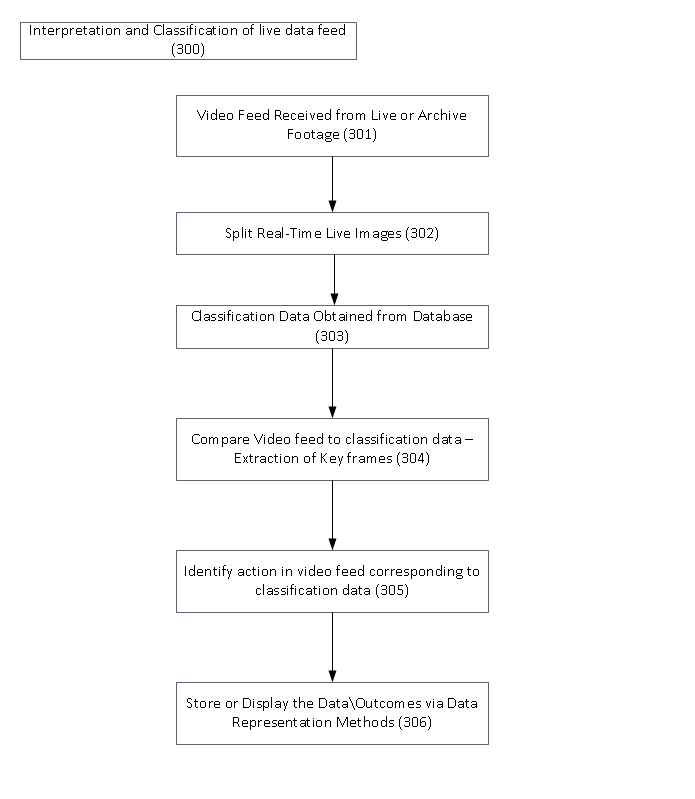 Interpretation and Classification of live data feed
(300)
Video Feed Received from Live or Archive
Footage (301)
Split Real-Time Live Images (302)
Classification Data Obtained from Database
(303)
Compare Video feed to classification data –
Extraction of Key frames (304)
Identify action in video feed corresponding to
classification data (305)
Store or Display the Data\Outcomes via Data
Representation Methods (306)